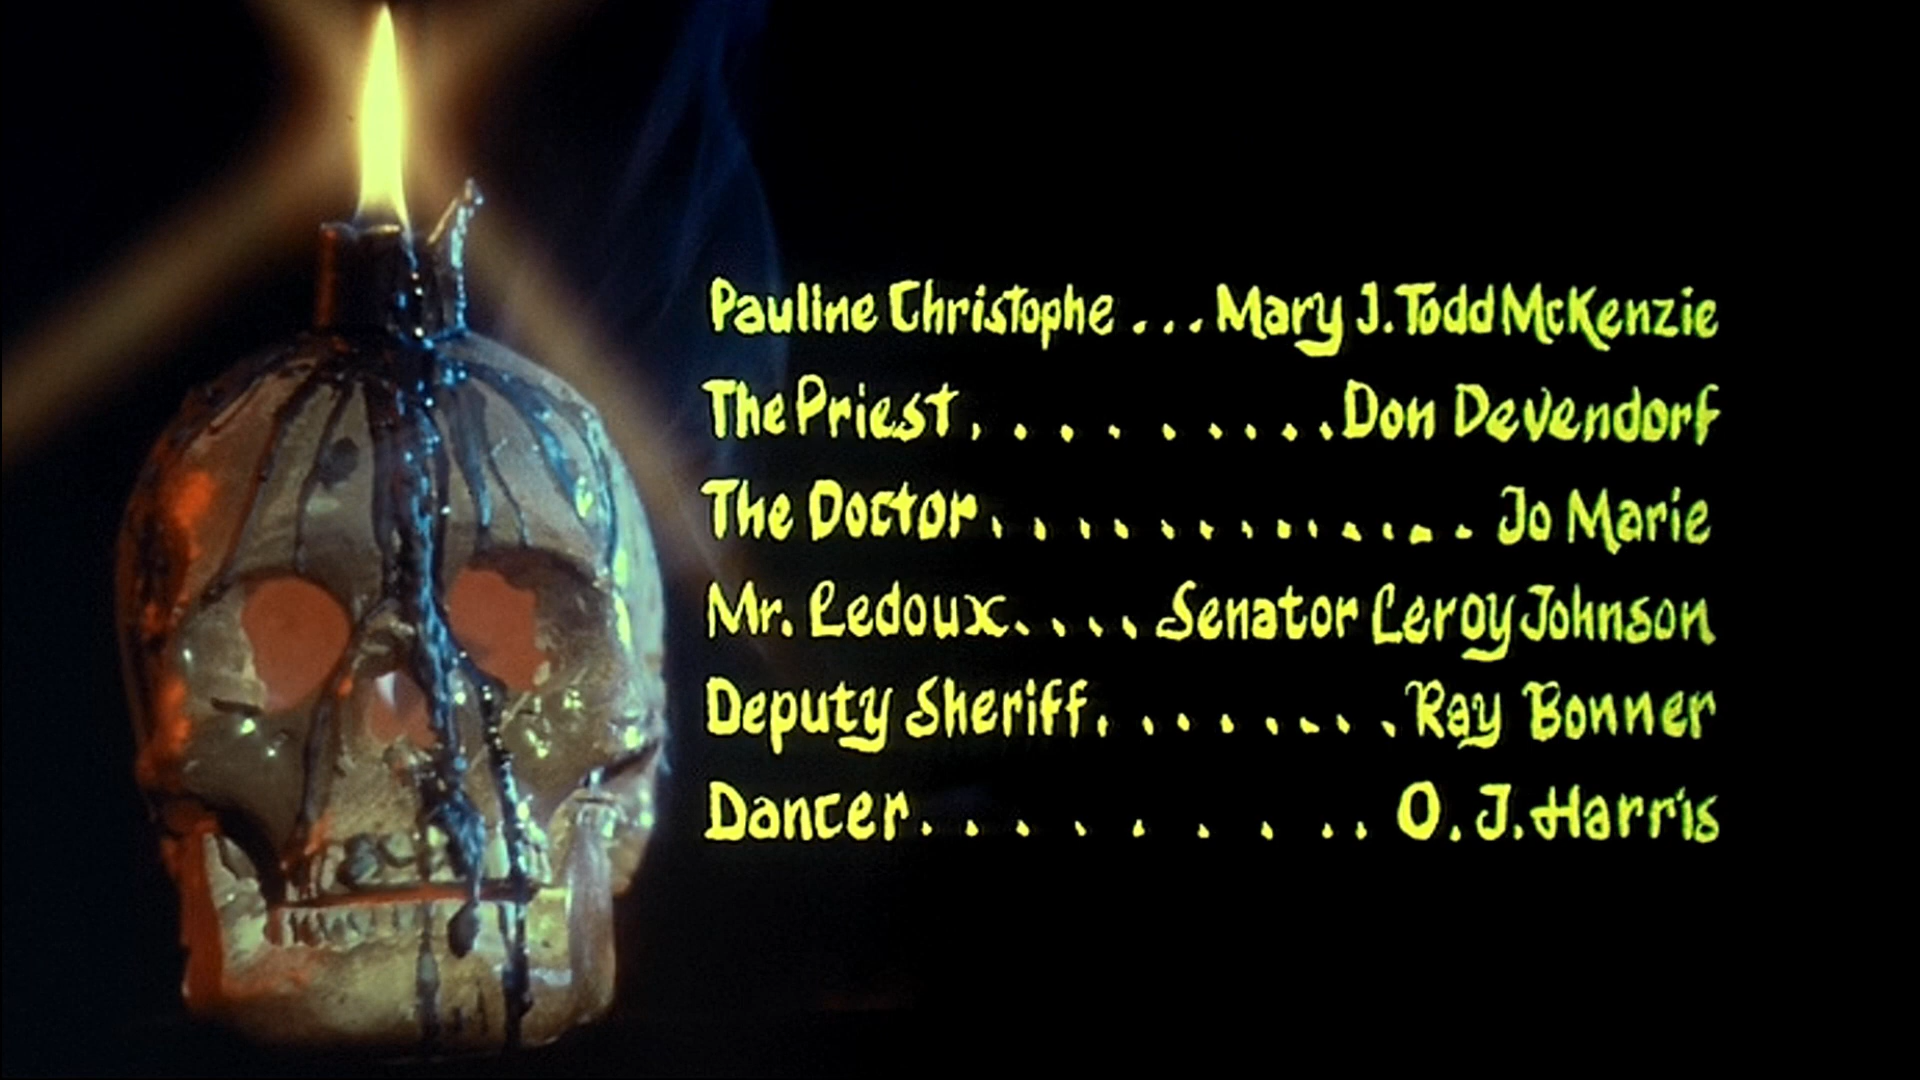 Pauline Christophe ... Mary J. Todd McKenzie
The Priest.......... Don Devendorf
The Doctor............ Jo Marie
Mr. Ledoux.... Senator Leroy Johnson
Deputy Sheriff........ Ray Bonner
Dancer......... O. J. Harris